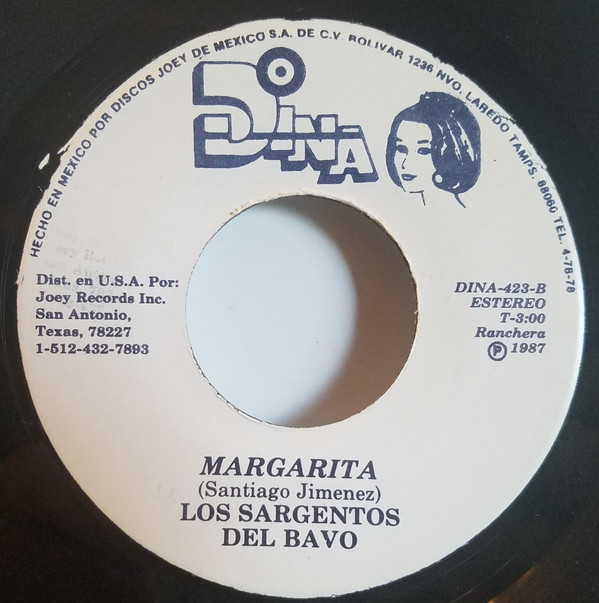 HECHO EN MEXICO POR DISCOS JOEY DE MEXICO S.A. DE C.V. BOLIVAR 1236 NVO. LAREDO TAMPS. 88060 TEL. 4-78-78
DINA
Dist. en U.S.A. Por:
Joey Records Inc.
San Antonio,
Texas, 78227
1-512-432-7893
DINA-423-B
ESTEREO
T-3:00
Ranchera
Ⓟ 1987
MARGARITA
(Santiago Jimenez)
LOS SARGENTOS
DEL BAVO